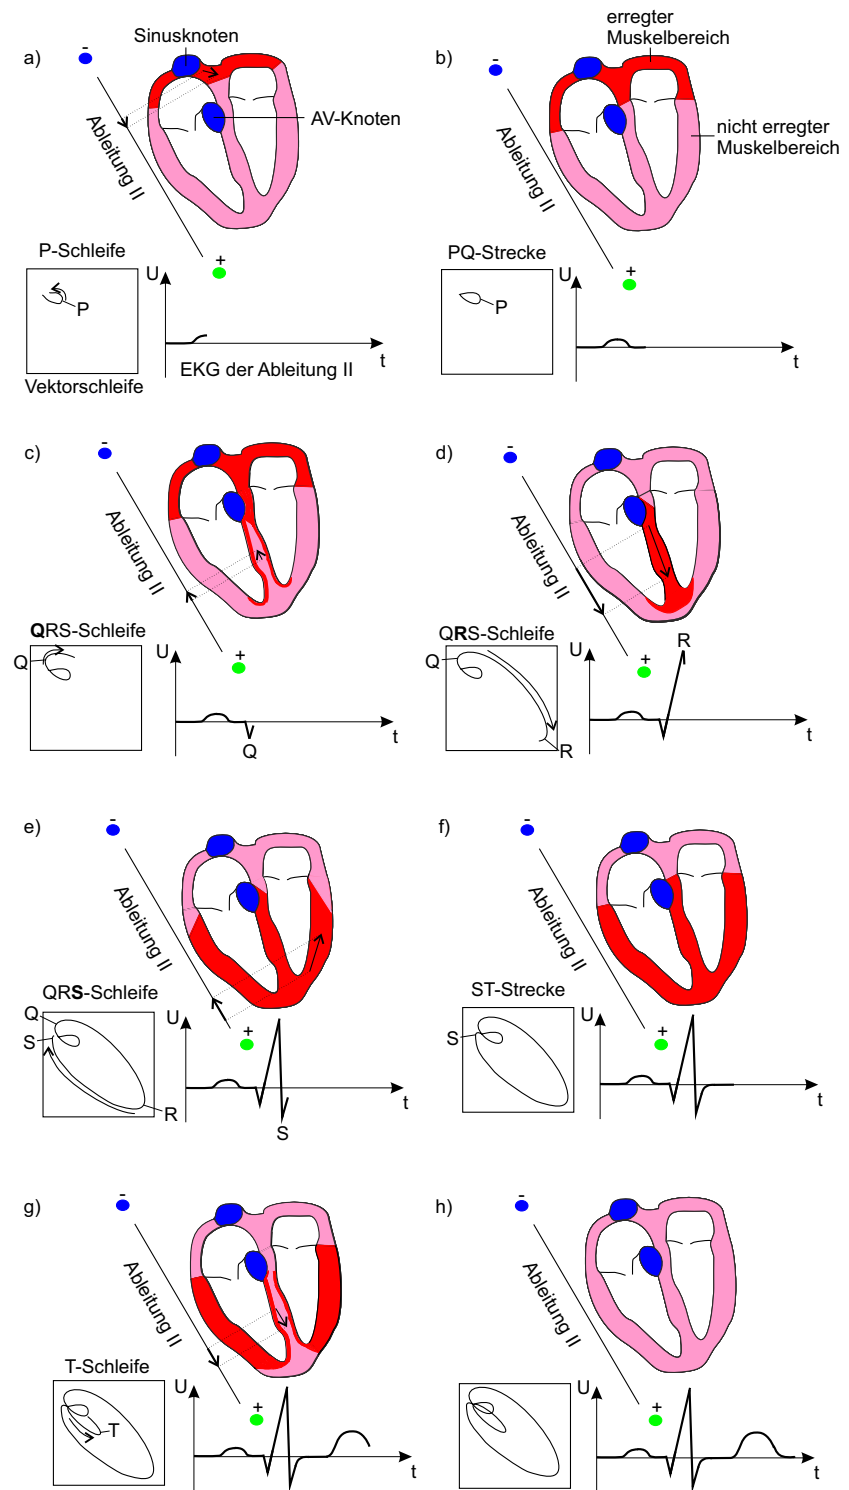 a)
Sinusknoten
-
AV-Knoten
Ableitung II
+
P-Schleife
P
Vektorschleife
U
t
EKG der Ableitung II
b)
erregter
Muskelbereich
-
nicht erregter
Muskelbereich
Ableitung II
+
PQ-Strecke
P
U
t
c)
-
Ableitung II
+
QRS-Schleife
Q
U
Q
t
d)
-
Ableitung II
+
QRS-Schleife
Q
R
U
R
t
e)
-
Ableitung II
+
QRS-Schleife
Q
S
R
U
S
t
f)
-
Ableitung II
+
ST-Strecke
S
U
t
g)
-
Ableitung II
+
T-Schleife
T
U
t
h)
-
Ableitung II
+
U
t